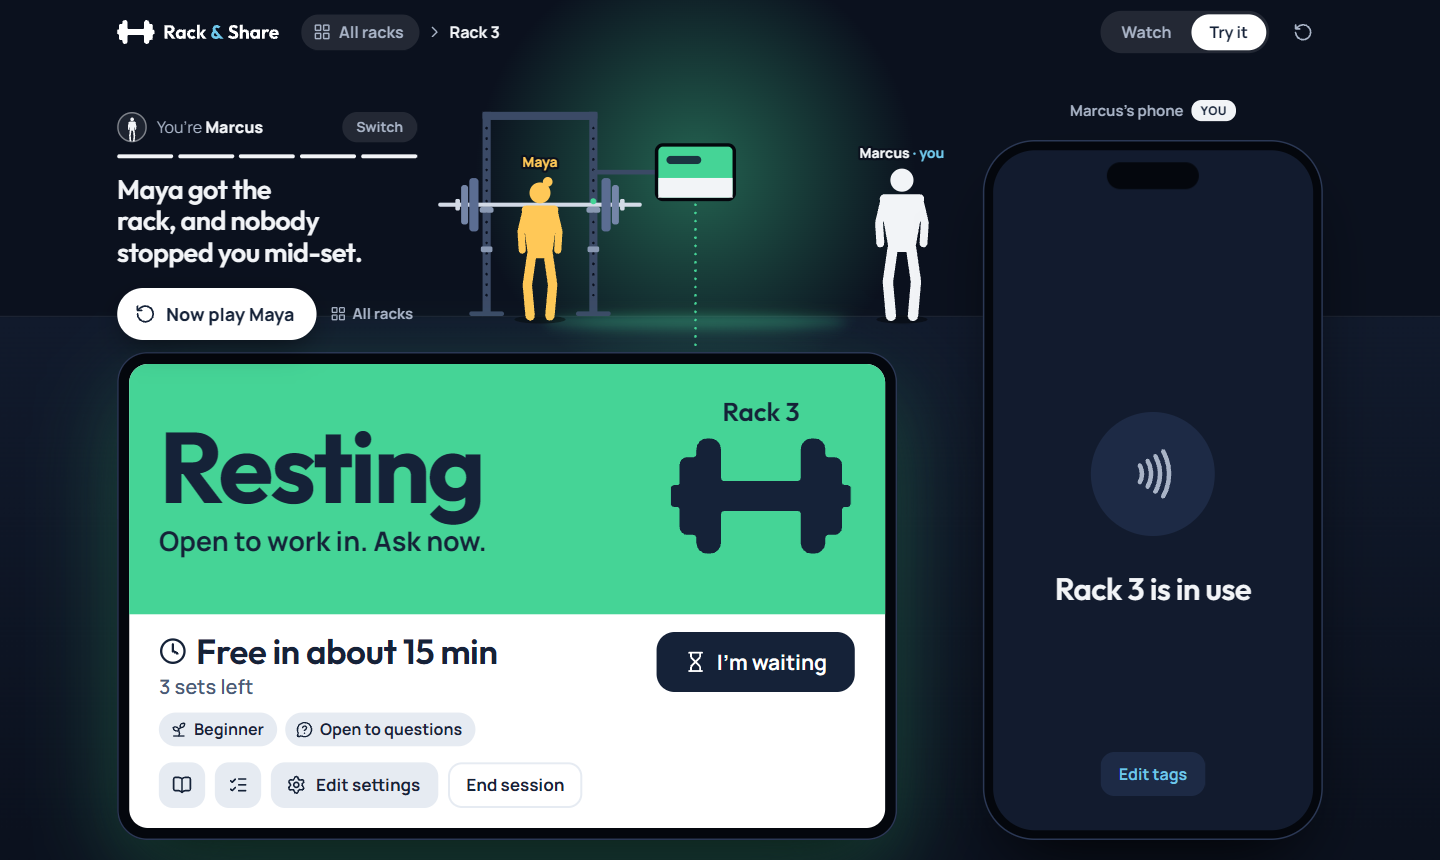 Rack & Share
All racks
Rack 3
Watch
Try it
You're Marcus
Switch
Maya got the
rack, and nobody
stopped you mid-set.
Now play Maya
All racks
Maya
Marcus · you
Marcus's phone
YOU
Resting
Open to work in. Ask now.
Rack 3
Free in about 15 min
3 sets left
I'm waiting
Beginner
Open to questions
Edit settings
End session
Rack 3 is in use
Edit tags